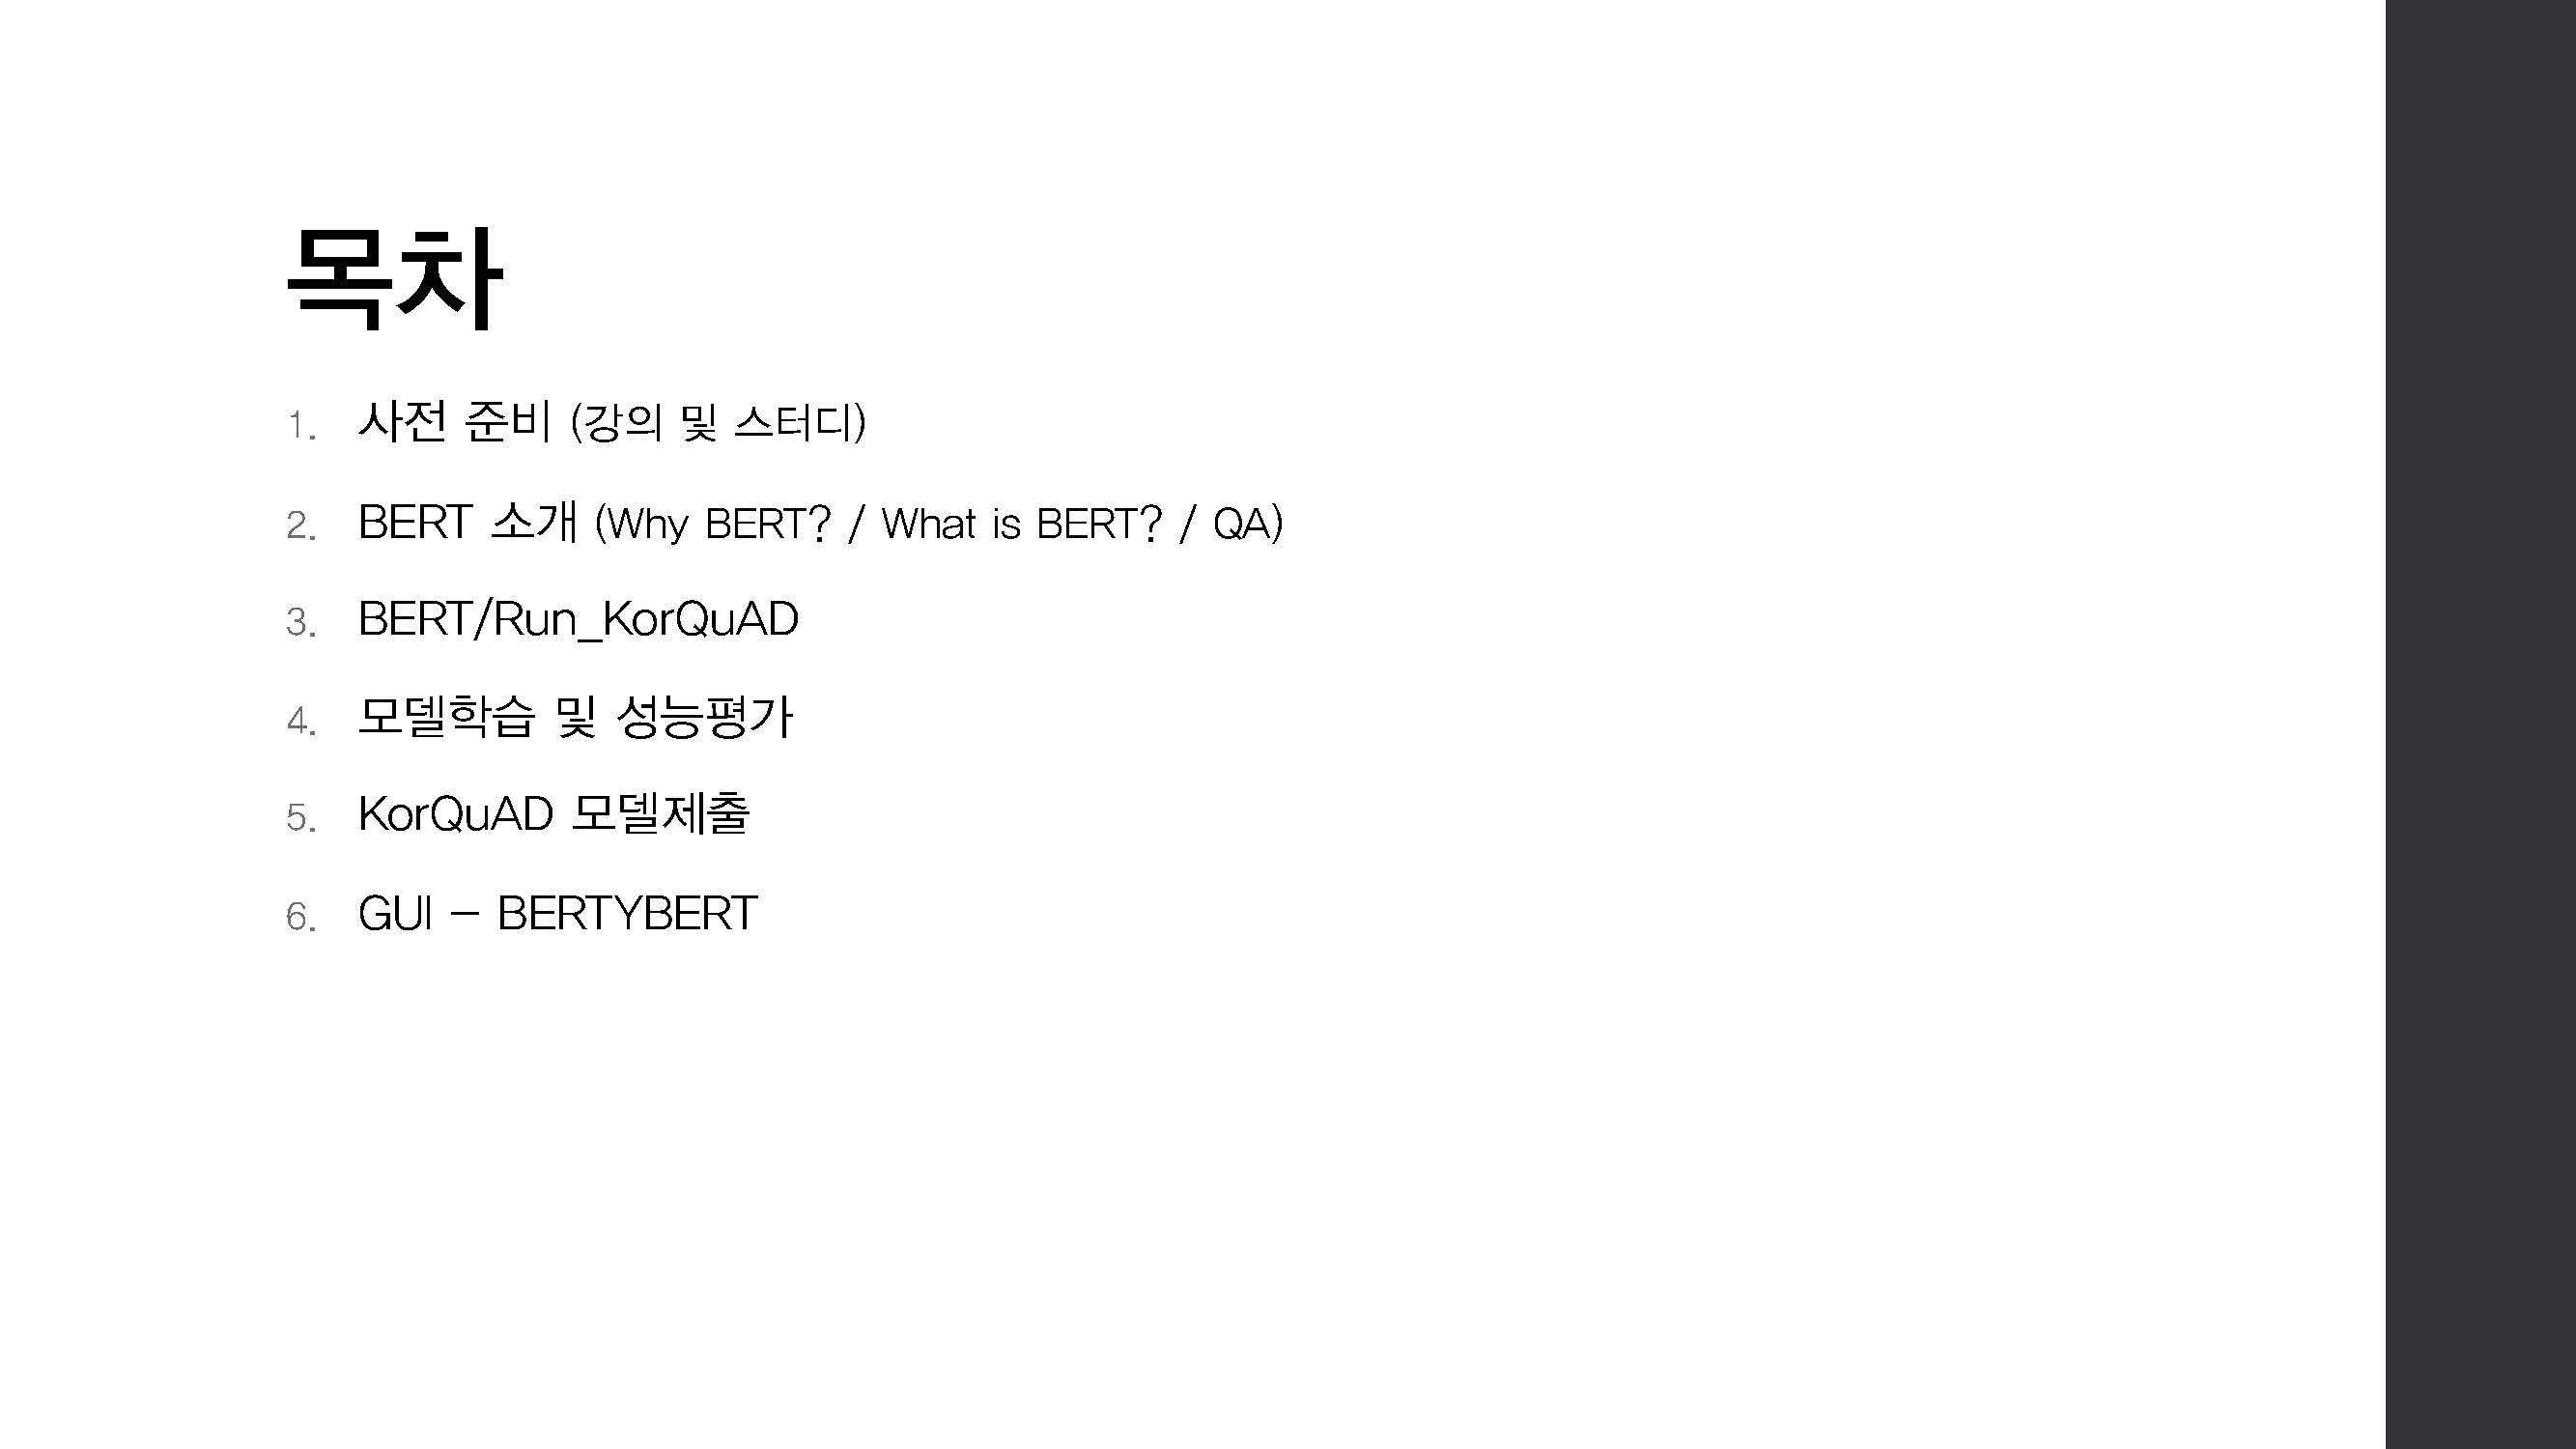 목차
1. 사전 준비 (강의 및 스터디)
2. BERT 소개 (Why BERT? / What is BERT? / QA)
3. BERT/Run_KorQuAD
4. 모델학습 및 성능평가
5. KorQuAD 모델제출
6. GUI – BERTYBERT